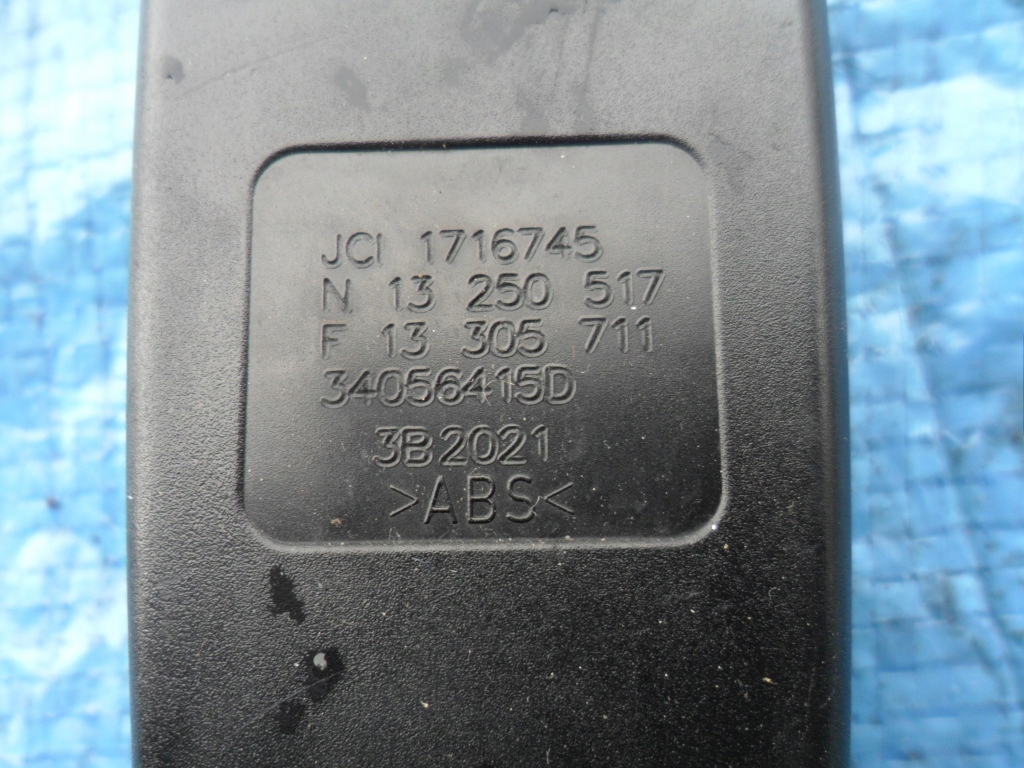 JCI 1716745
N 13 250 517
F 13 305 711
34056415D
3B2021
>ABS<